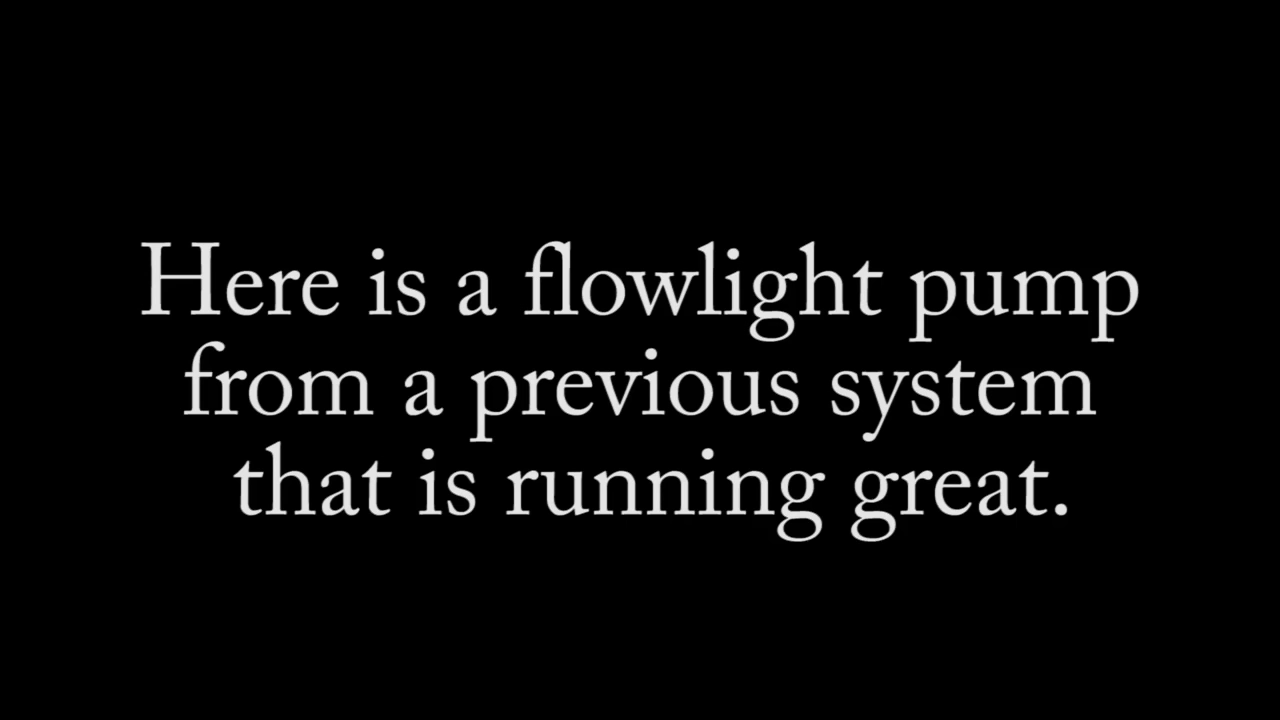 Here is a flowlight pump
from a previous system
that is running great.